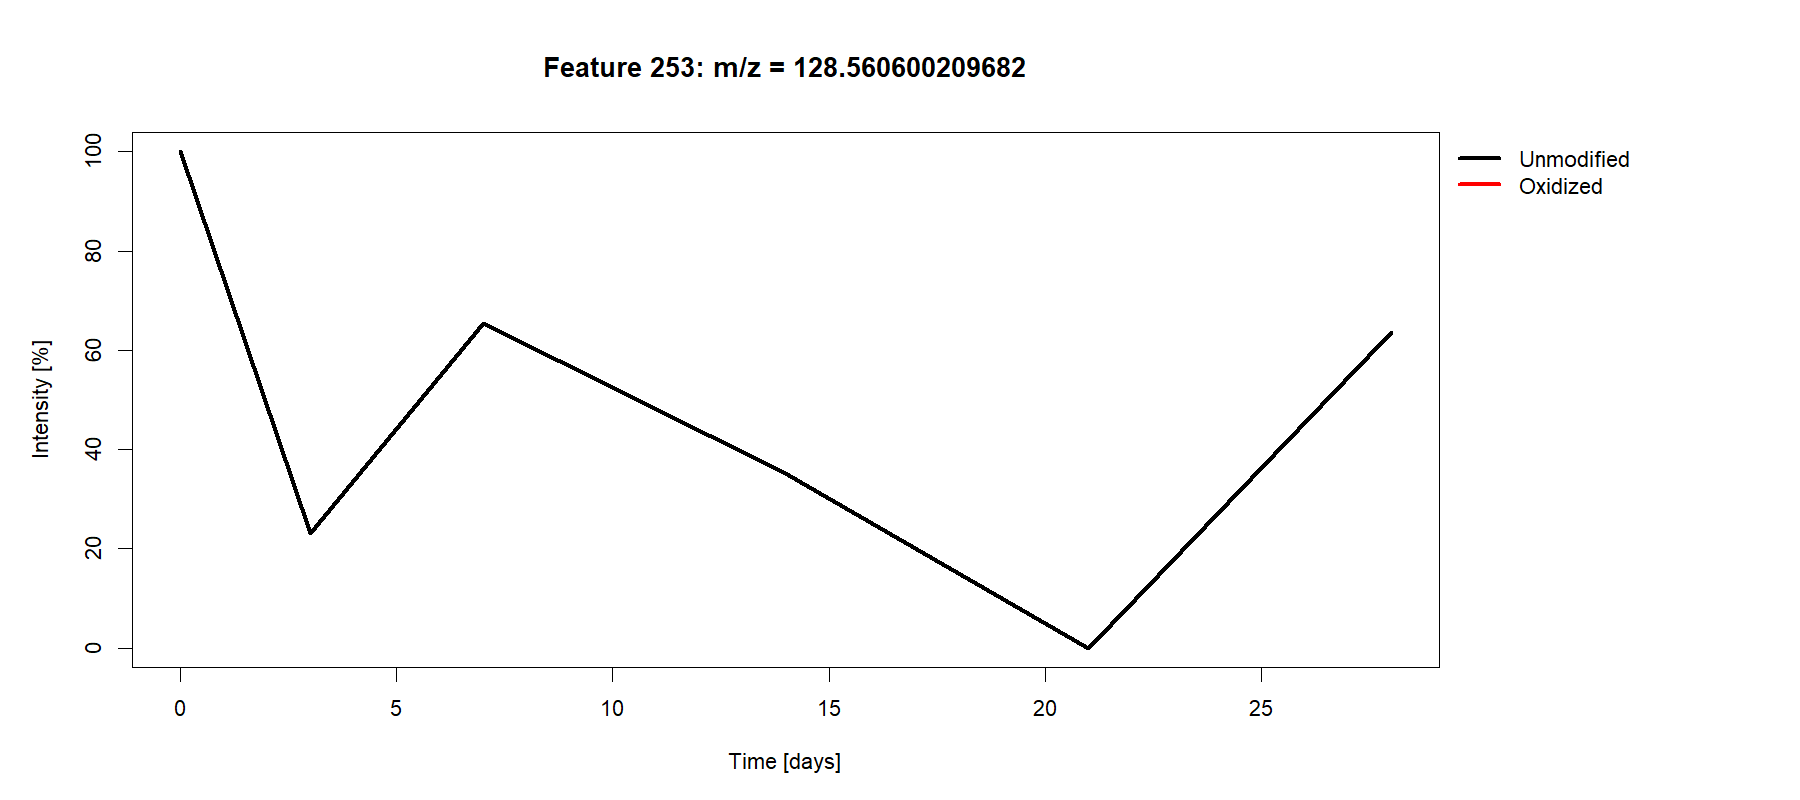 Feature 253: m/z = 128.560600209682
Unmodified
Oxidized
Intensity [%]
100
80
60
40
20
0
0 5 10 15 20 25
Time [days]